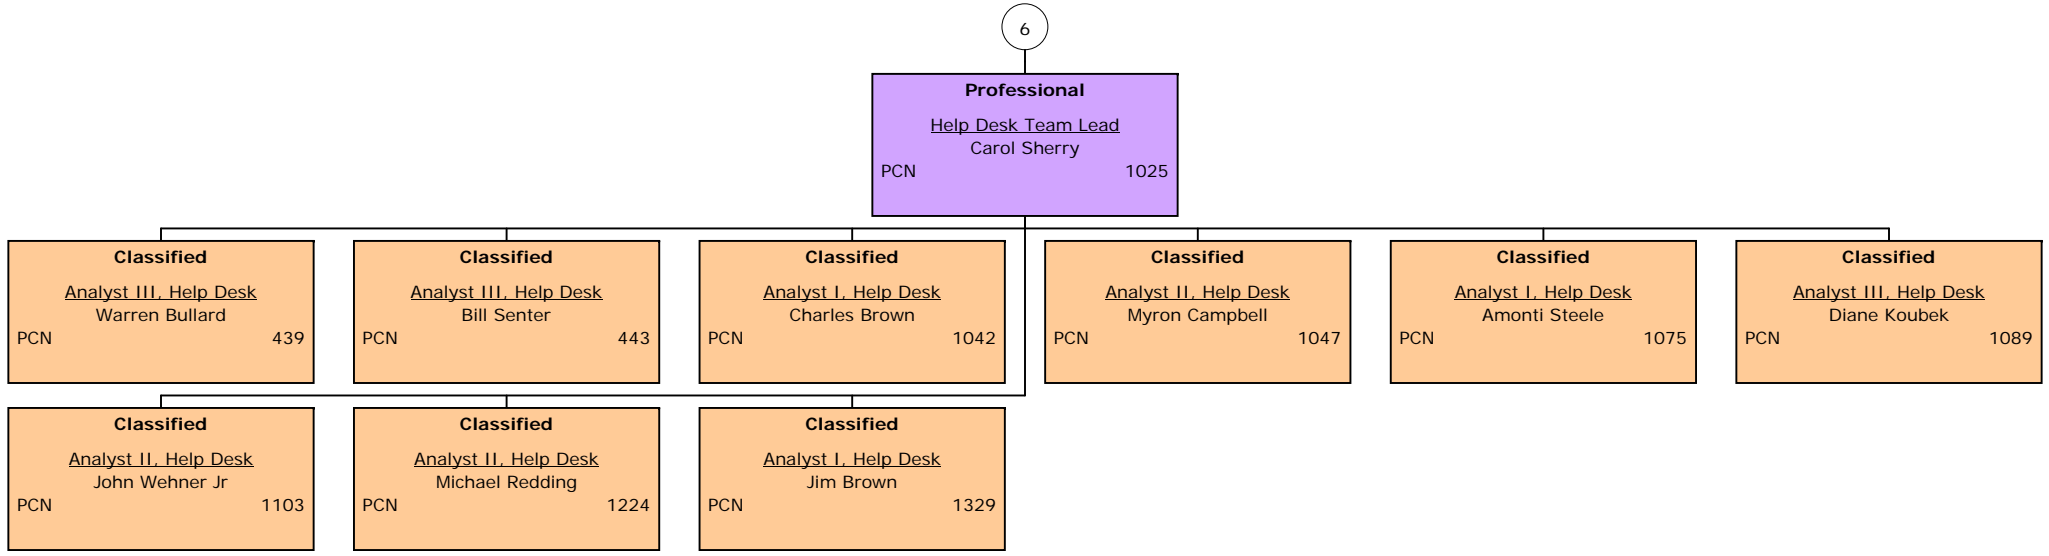 6
Professional
Help Desk Team Lead
Carol Sherry
PCN 1025
Classified
Analyst III, Help Desk
Warren Bullard
PCN 439
Classified
Analyst III, Help Desk
Bill Senter
PCN 443
Classified
Analyst I, Help Desk
Charles Brown
PCN 1042
Classified
Analyst II, Help Desk
Myron Campbell
PCN 1047
Classified
Analyst I, Help Desk
Amonti Steele
PCN 1075
Classified
Analyst III, Help Desk
Diane Koubek
PCN 1089
Classified
Analyst II, Help Desk
John Wehner Jr
PCN 1103
Classified
Analyst II, Help Desk
Michael Redding
PCN 1224
Classified
Analyst I, Help Desk
Jim Brown
PCN 1329